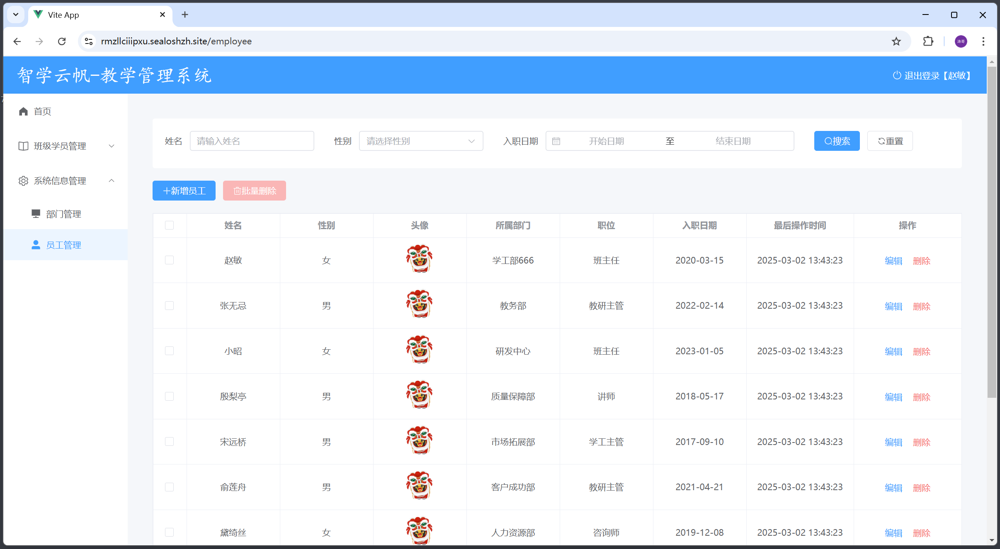 Vite App
rmzllciiipxu.sealoshzh.site/employee
涛哥
智学云帆-教学管理系统
退出登录【赵敏】
首页
班级学员管理
系统信息管理
部门管理
员工管理
姓名 请输入姓名 性别 请选择性别 入职日期 开始日期 至 结束日期 搜索 重置
新增员工 批量删除
姓名 性别 头像 所属部门 职位 入职日期 最后操作时间 操作
赵敏 女 学工部666 班主任 2020-03-15 2025-03-02 13:43:23 编辑 删除
张无忌 男 教务部 教研主管 2022-02-14 2025-03-02 13:43:23 编辑 删除
小昭 女 研发中心 班主任 2023-01-05 2025-03-02 13:43:23 编辑 删除
殷梨亭 男 质量保障部 讲师 2018-05-17 2025-03-02 13:43:23 编辑 删除
宋远桥 男 市场拓展部 学工主管 2017-09-10 2025-03-02 13:43:23 编辑 删除
俞莲舟 男 客户成功部 教研主管 2021-04-21 2025-03-02 13:43:23 编辑 删除
黛绮丝 女 人力资源部 咨询师 2019-12-08 2025-03-02 13:43:23 编辑 删除